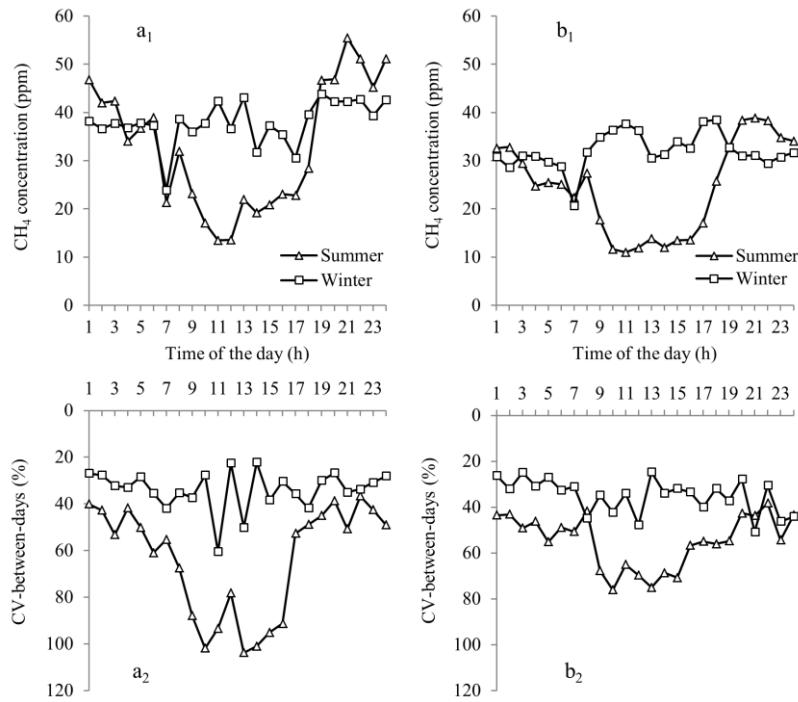 a₁
60
50
40
30
20
10
0
CH₄ concentration (ppm)
Summer
Winter
1 3 5 7 9 11 13 15 17 19 21 23
Time of the day (h)
b₁
60
50
40
30
20
10
0
CH₄ concentration (ppm)
Summer
Winter
1 3 5 7 9 11 13 15 17 19 21 23
Time of the day (h)
1 3 5 7 9 11 13 15 17 19 21 23
0
20
40
60
80
100
120
CV-between-days (%)
a₂
1 3 5 7 9 11 13 15 17 19 21 23
0
20
40
60
80
100
120
CV-between-days (%)
b₂